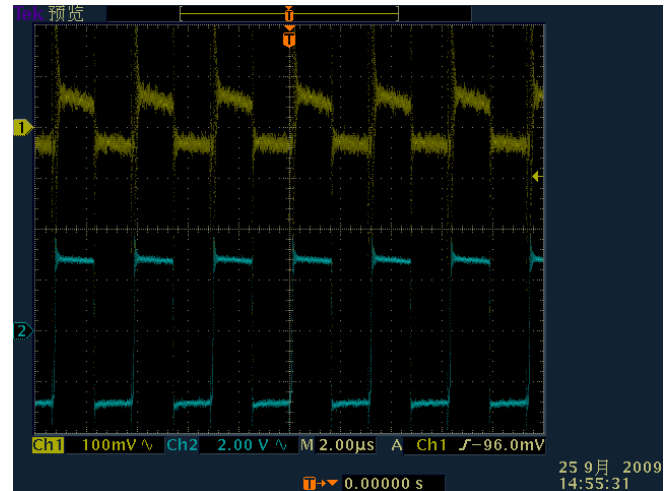 Tek 预览
T
T
1
2
Ch1 100mV Ch2 2.00 V M 2.00µs A Ch1 -96.0mV
T 0.00000 s
25 9月 2009
14:55:31